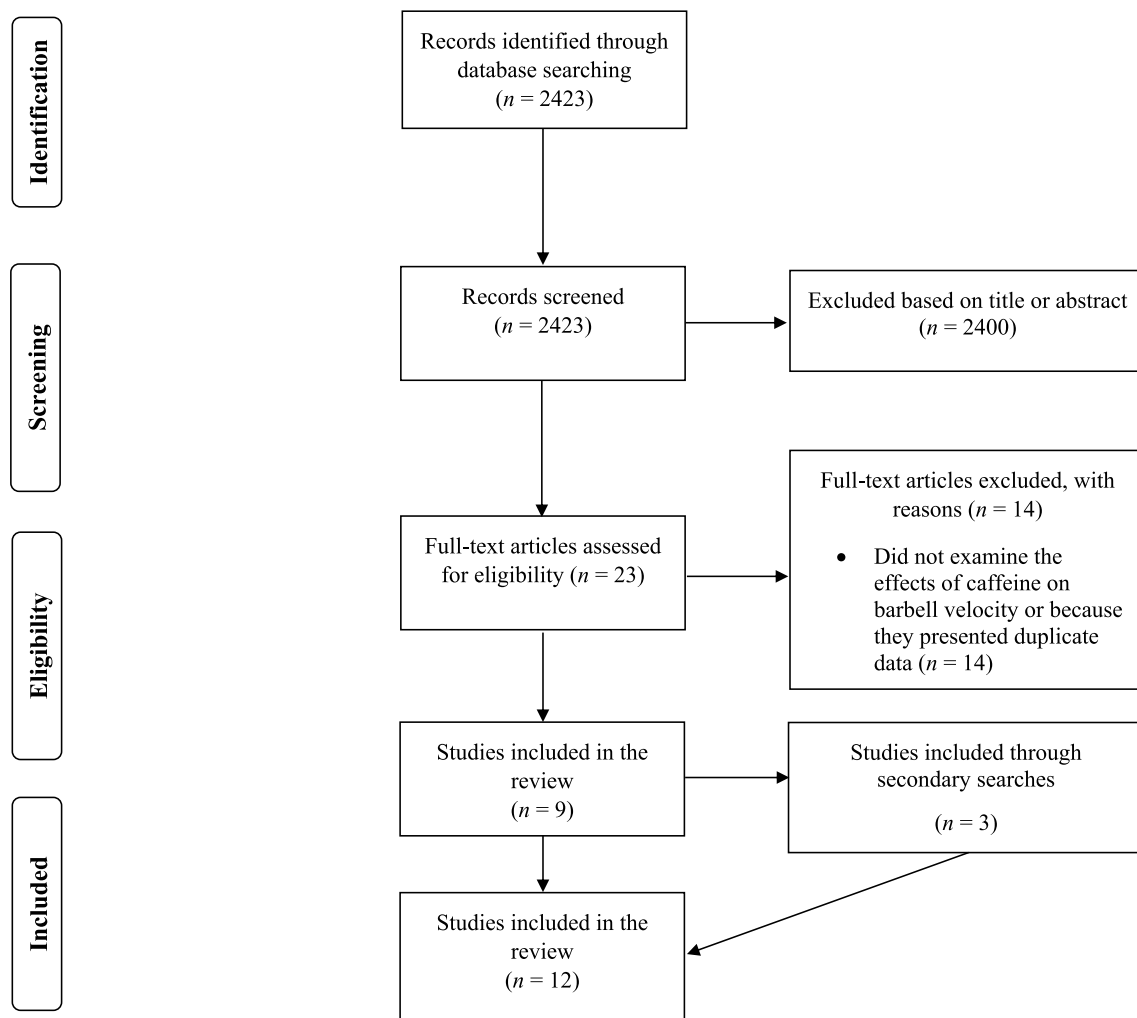 Identification
Records identified through
database searching
(n = 2423)
Screening
Records screened
(n = 2423)
Excluded based on title or abstract
(n = 2400)
Eligibility
Full-text articles assessed
for eligibility (n = 23)
Full-text articles excluded, with
reasons (n = 14)
• Did not examine the
effects of caffeine on
barbell velocity or because
they presented duplicate
data (n = 14)
Studies included in the
review
(n = 9)
Studies included through
secondary searches
(n = 3)
Included
Studies included in the
review
(n = 12)